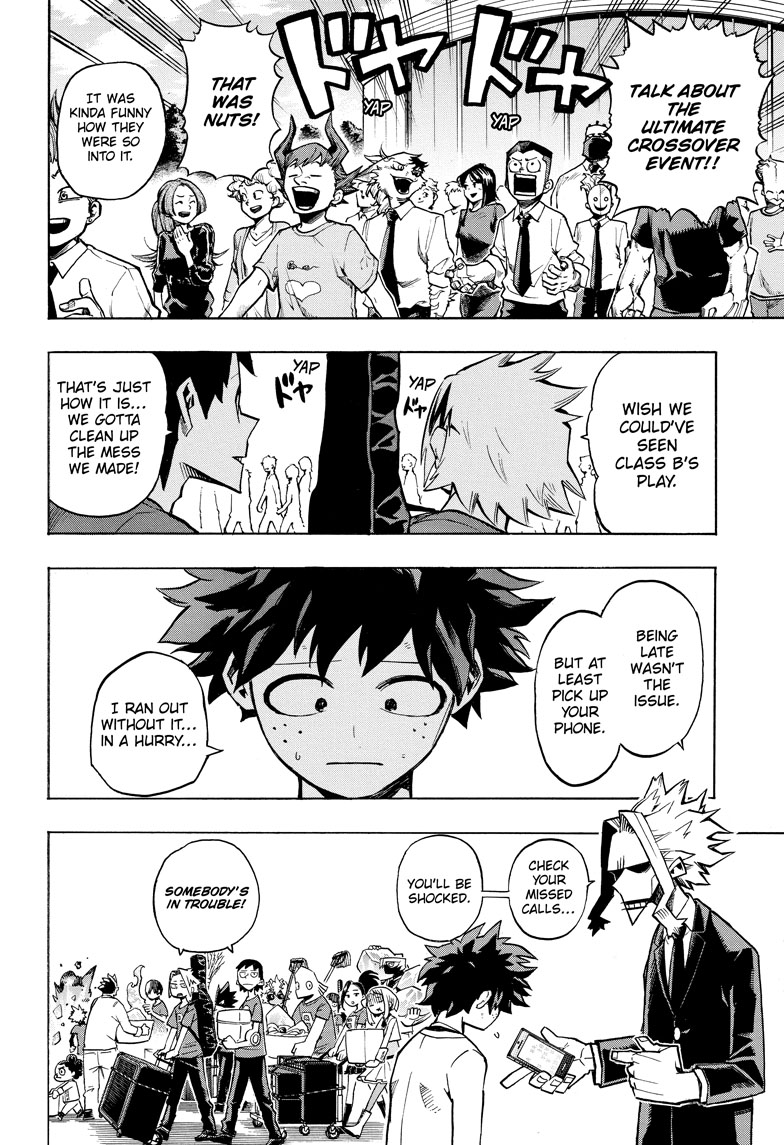 TALK ABOUT
THE
ULTIMATE
CROSSOVER
EVENT!!
ドヤ
YAP
ドヤ
YAP
THAT
WAS
NUTS!
IT WAS
KINDA FUNNY
HOW THEY
WERE SO
INTO IT.
WISH WE
COULD'VE
SEEN
CLASS B'S
PLAY.
YAP
ドヤ
YAP
ドヤ
THAT'S JUST
HOW IT IS...
WE GOTTA
CLEAN UP
THE MESS
WE MADE!
BEING
LATE
WASN'T
THE
ISSUE.
BUT AT
LEAST
PICK UP
YOUR
PHONE.
I RAN OUT
WITHOUT IT...
IN A HURRY...
CHECK
YOUR
MISSED
CALLS...
YOU'LL BE
SHOCKED.
SOMEBODY'S
IN TROUBLE!